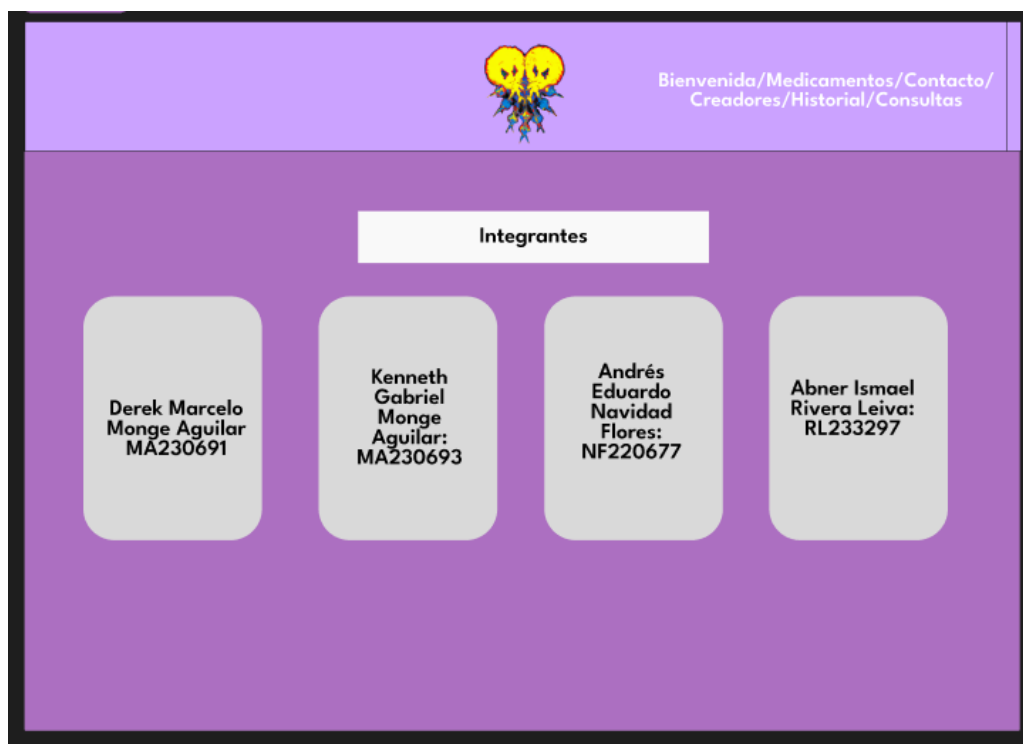 Bienvenida/Medicamentos/Contacto/
Creadores/Historial/Consultas
Integrantes
Derek Marcelo
Monge Aguilar
MA230691
Kenneth
Gabriel
Monge
Aguilar:
MA230693
Andrés
Eduardo
Navidad
Flores:
NF220677
Abner Ismael
Rivera Leiva:
RL233297